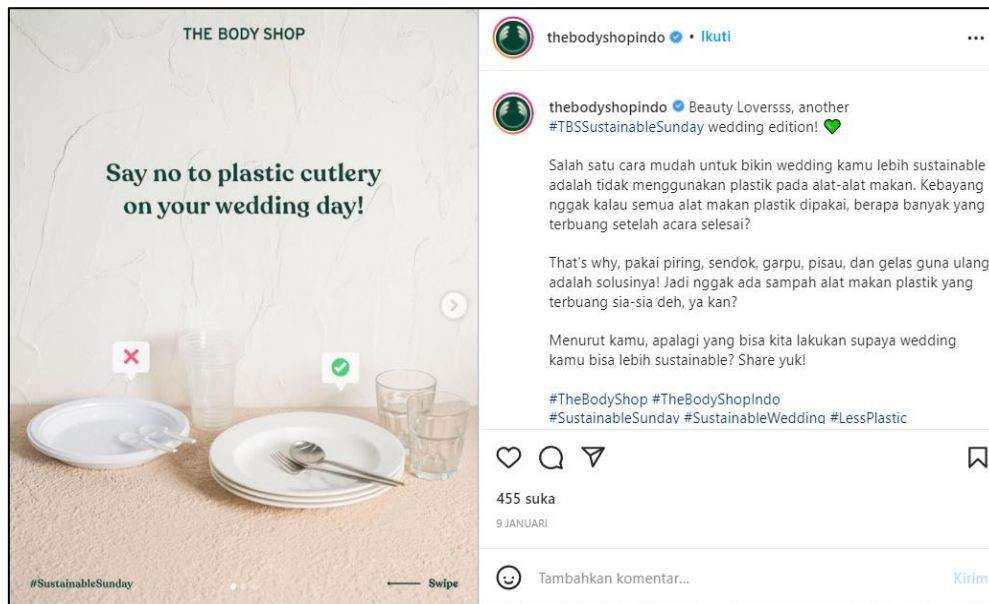 THE BODY SHOP
Say no to plastic cutlery
on your wedding day!
#SustainableSunday
Swipe
thebodyshopindo • Ikuti
thebodyshopindo Beauty Loversss, another
#TBSSustainableSunday wedding edition! 💚
Salah satu cara mudah untuk bikin wedding kamu lebih sustainable
adalah tidak menggunakan plastik pada alat-alat makan. Kebayang
nggak kalau semua alat makan plastik dipakai, berapa banyak yang
terbuang setelah acara selesai?
That's why, pakai piring, sendok, garpu, pisau, dan gelas guna ulang
adalah solusinya! Jadi nggak ada sampah alat makan plastik yang
terbuang sia-sia deh, ya kan?
Menurut kamu, apalagi yang bisa kita lakukan supaya wedding
kamu bisa lebih sustainable? Share yuk!
#TheBodyShop #TheBodyShopIndo
#SustainableSunday #SustainableWedding #LessPlastic
455 suka
9 JANUARI
Tambahkan komentar...
Kirim